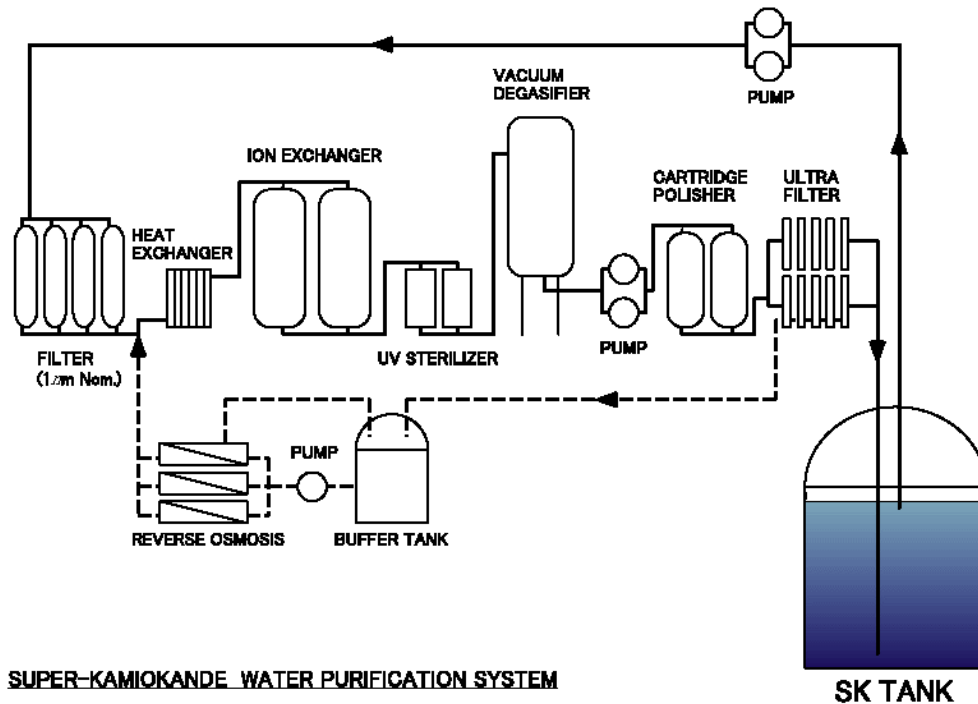 PUMP
VACUUM
DEGASIFIER
ION EXCHANGER
CARTRIDGE
POLISHER
ULTRA
FILTER
HEAT
EXCHANGER
FILTER
(1μm Nom.)
UV STERILIZER
PUMP
PUMP
REVERSE OSMOSIS
BUFFER TANK
SUPER-KAMIOKANDE WATER PURIFICATION SYSTEM
SK TANK